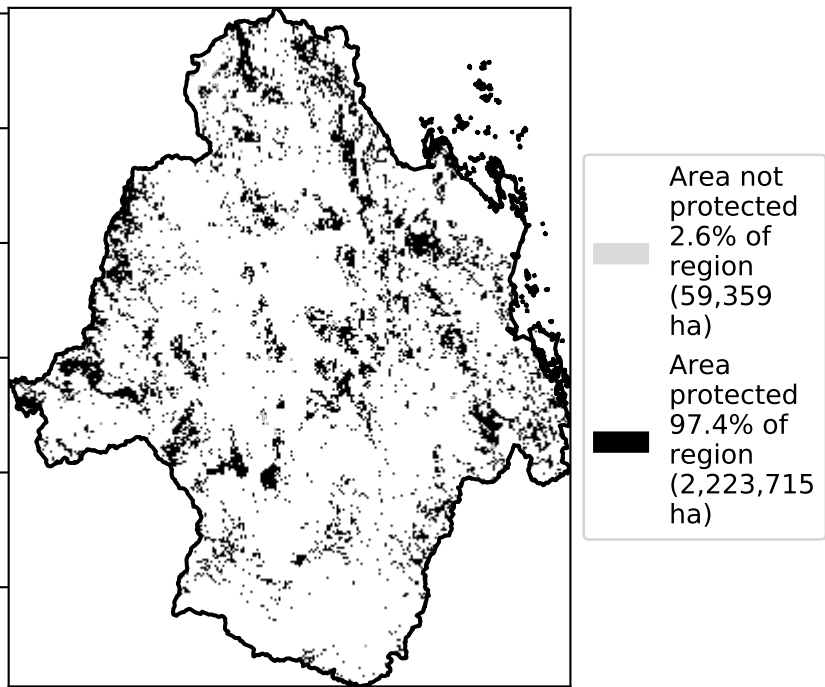 Area not
protected
2.6% of
region
(59,359
ha)
Area
protected
97.4% of
region
(2,223,715
ha)